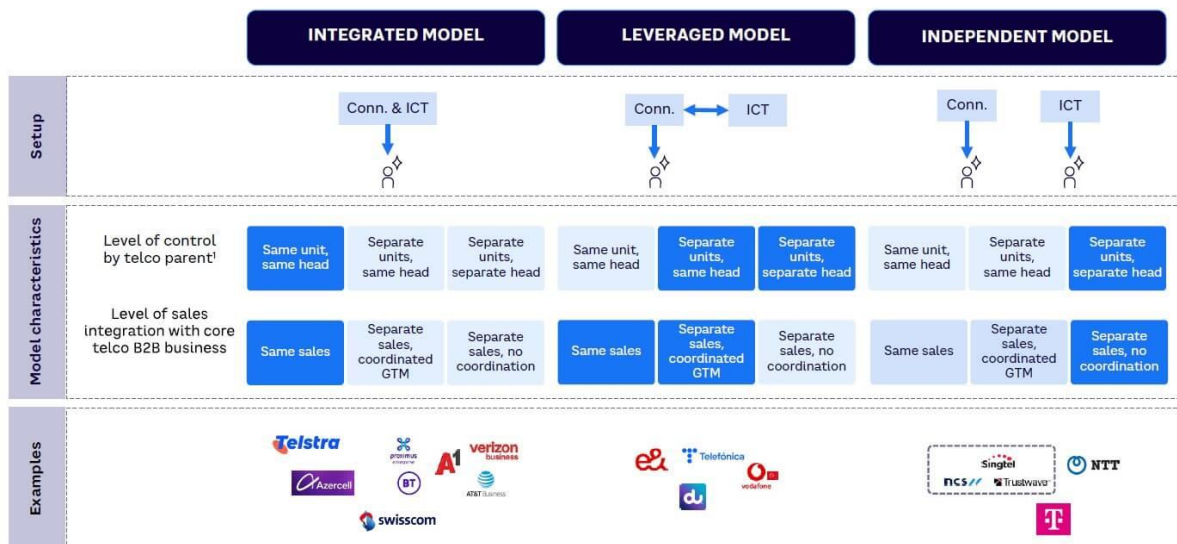 INTEGRATED MODEL
LEVERAGED MODEL
INDEPENDENT MODEL
Setup
Conn. & ICT
Conn.
ICT
Conn.
ICT
Model characteristics
Level of control
by telco parent¹
Same unit,
same head
Separate
units,
same head
Separate
units,
separate head
Same unit,
same head
Separate
units,
same head
Separate
units,
separate head
Same unit,
same head
Separate
units,
same head
Separate
units,
separate head
Level of sales
integration with core
telco B2B business
Same sales
Separate
sales,
coordinated
GTM
Separate
sales, no
coordination
Same sales
Separate
sales,
coordinated
GTM
Separate
sales, no
coordination
Same sales
Separate
sales,
coordinated
GTM
Separate
sales, no
coordination
Examples
Telstra
proximus
enterprise
A1
verizon
business
Azercell
BT
AT&T Business
swisscom
e&
Telefónica
du
vodafone
Singtel
ncs//
Trustwave
NTT
T